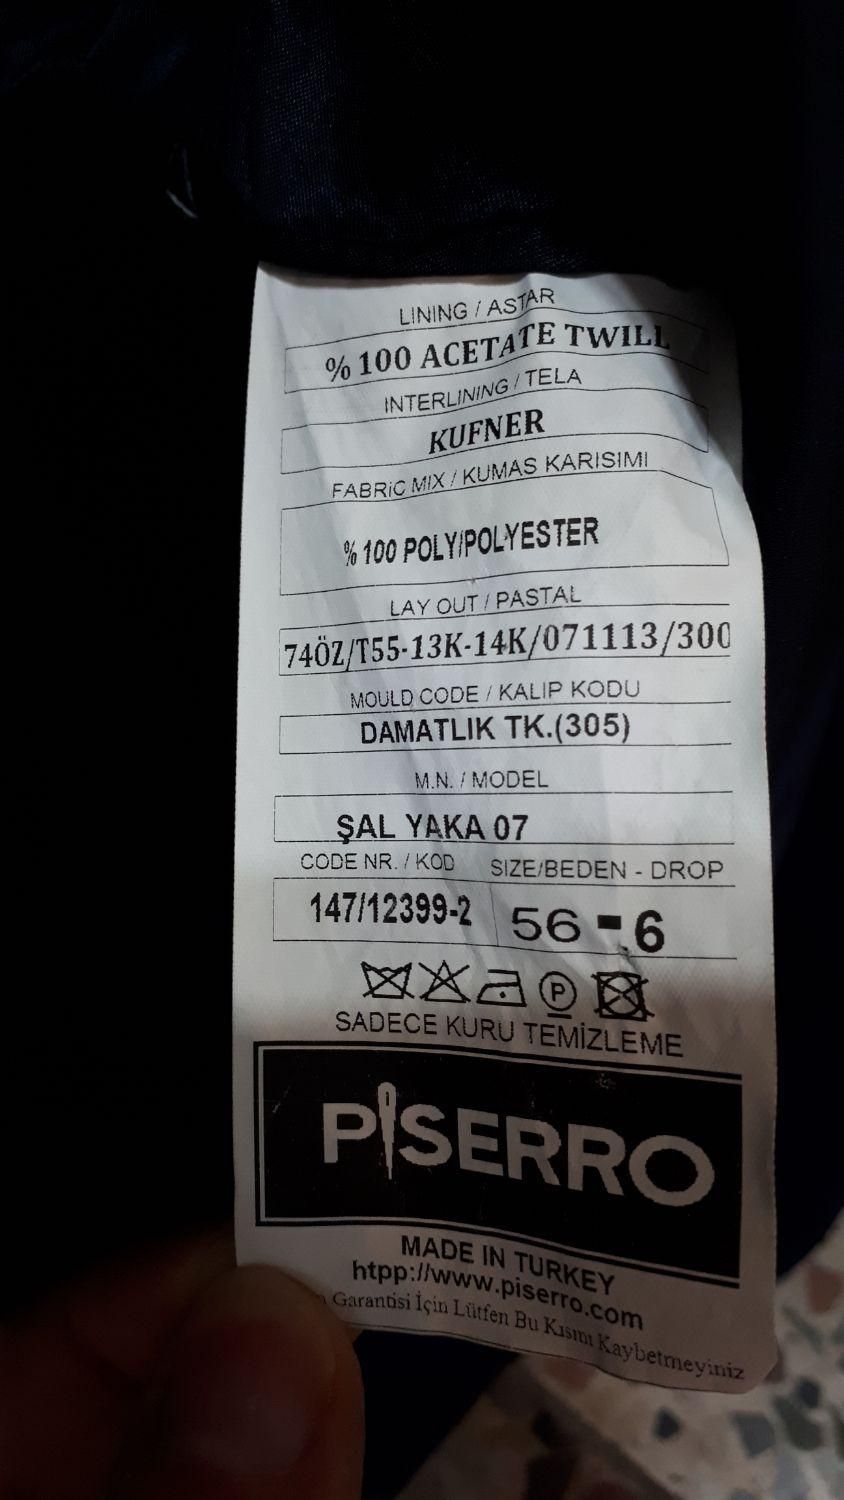 LINING / ASTAR
% 100 ACETATE TWILL
INTERLINING / TELA
KUFNER
FABRiC MIX / KUMAS KARISIMI
% 100 POLY/POLYESTER
LAY OUT / PASTAL
74ÖZ/T55-13K-14K/071113/300
MOULD CODE / KALIP KODU
DAMATLIK TK.(305)
M.N. / MODEL
ŞAL YAKA 07
CODE NR. / KOD SIZE/BEDEN - DROP
147/12399-2 56 - 6
P
SADECE KURU TEMİZLEME
PISERRO
MADE IN TURKEY
htpp://www.piserro.com
Garantisi İçin Lütfen Bu Kısmı Kaybetmeyiniz